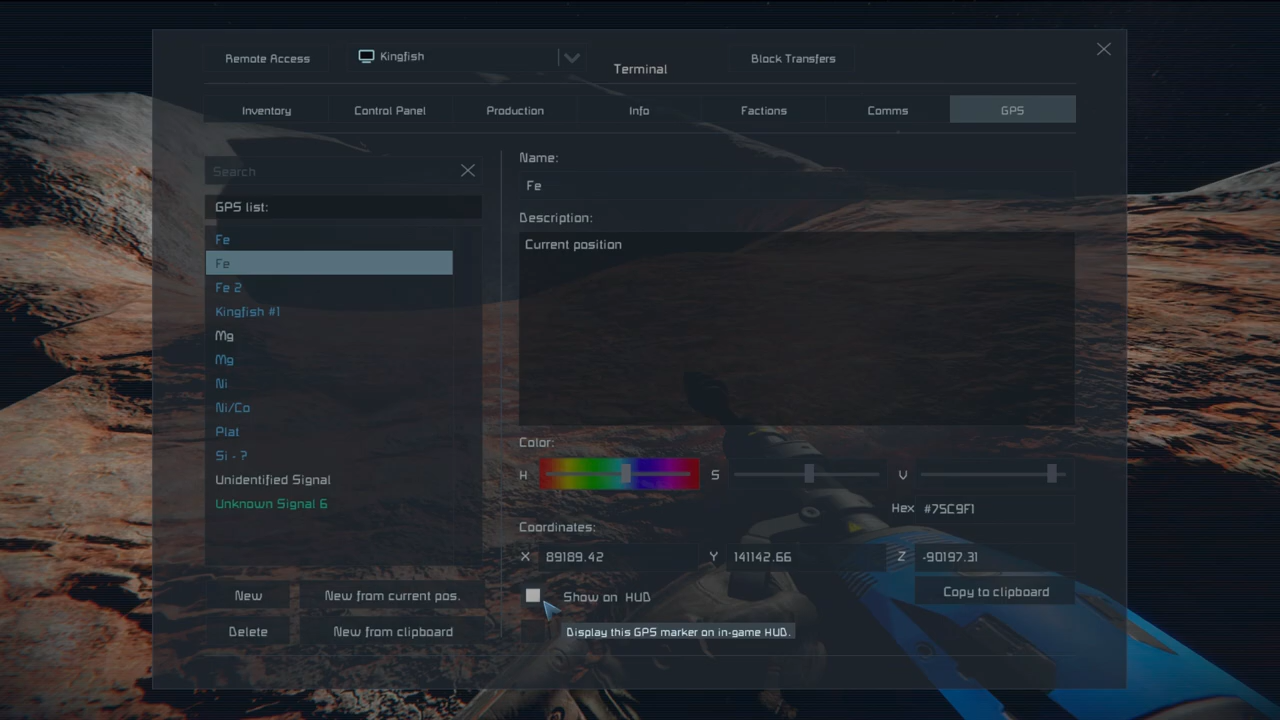 Remote Access
Kingfish
Terminal
Block Transfers
Inventory
Control Panel
Production
Info
Factions
Comms
GPS
Search
GPS list:
Fe
Fe
Fe 2
Kingfish #1
Mg
Mg
Ni
Ni/Co
Plat
Si - ?
Unidentified Signal
Unknown Signal 6
New
New from current pos.
Delete
New from clipboard
Name:
Fe
Description:
Current position
Color:
H
S
V
Hex #75C9F1
Coordinates:
X 89189.42
Y 141142.66
Z -90197.31
Show on HUD
Copy to clipboard
Display this GPS marker on in-game HUD.